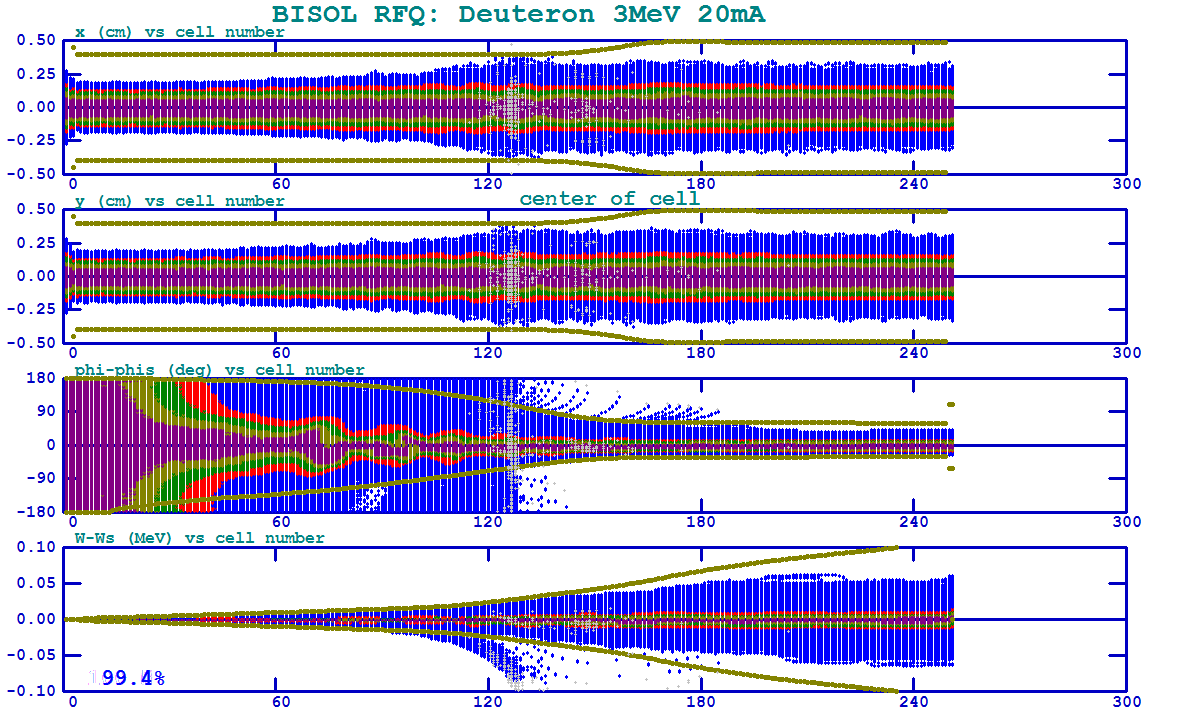 BISOL RFQ: Deuteron 3MeV 20mA
x (cm) vs cell number
0.50
0.25
0.00
-0.25
-0.50
0 60 120 180 240 300
y (cm) vs cell number
center of cell
0.50
0.25
0.00
-0.25
-0.50
0 60 120 180 240 300
phi-phis (deg) vs cell number
180
90
0
-90
-180
0 60 120 180 240 300
W-Ws (MeV) vs cell number
0.10
0.05
0.00
-0.05
-0.10
99.4%
0 60 120 180 240 300